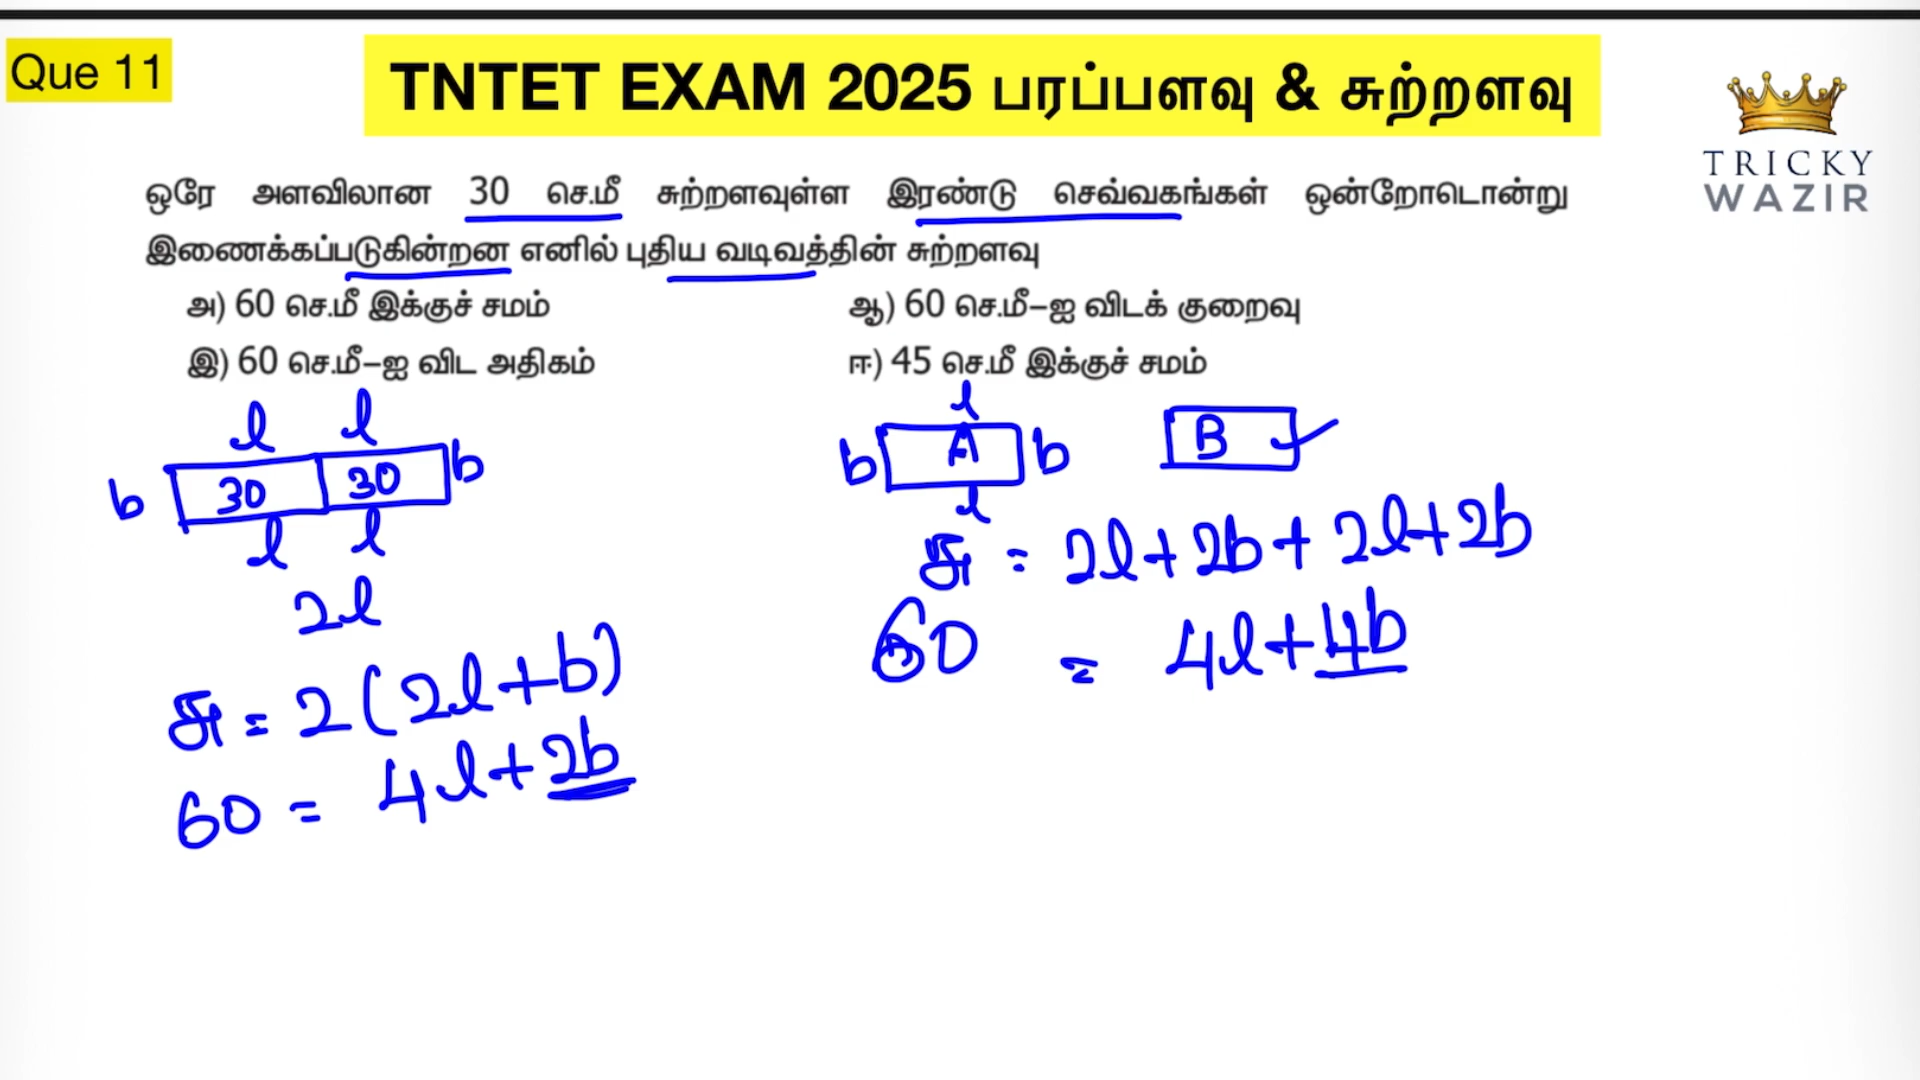 Que 11
TNTET EXAM 2025 பரப்பளவு & சுற்றளவு
TRICKY
WAZIR
ஒரே அளவிலான 30 செ.மீ சுற்றளவுள்ள இரண்டு செவ்வகங்கள் ஒன்றோடொன்று
இணைக்கப்படுகின்றன எனில் புதிய வடிவத்தின் சுற்றளவு
அ) 60 செ.மீ இக்குச் சமம்
ஆ) 60 செ.மீ–ஐ விடக் குறைவு
இ) 60 செ.மீ–ஐ விட அதிகம்
ஈ) 45 செ.மீ இக்குச் சமம்
l l
b 30 30 b
l l
2l
சு = 2(2l+b)
60 = 4l+2b
l
b A b
l
B
சு = 2l+2b+2l+2b
60 = 4l+4b